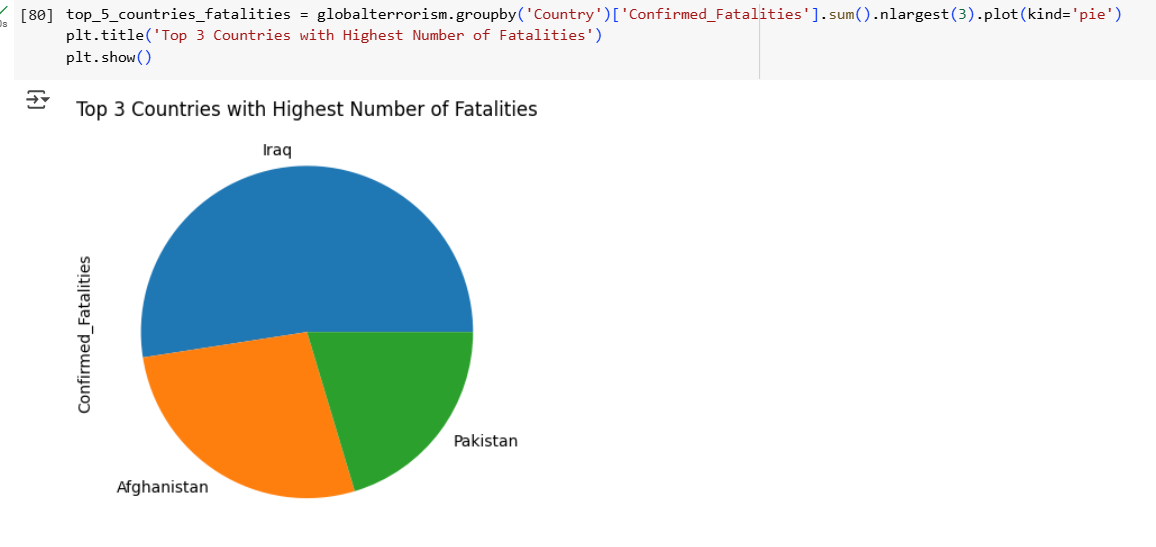 [80] top_5_countries_fatalities = globalterrorism.groupby('Country')['Confirmed_Fatalities'].sum().nlargest(3).plot(kind='pie')
plt.title('Top 3 Countries with Highest Number of Fatalities')
plt.show()
Top 3 Countries with Highest Number of Fatalities
Iraq
Confirmed_Fatalities
Pakistan
Afghanistan